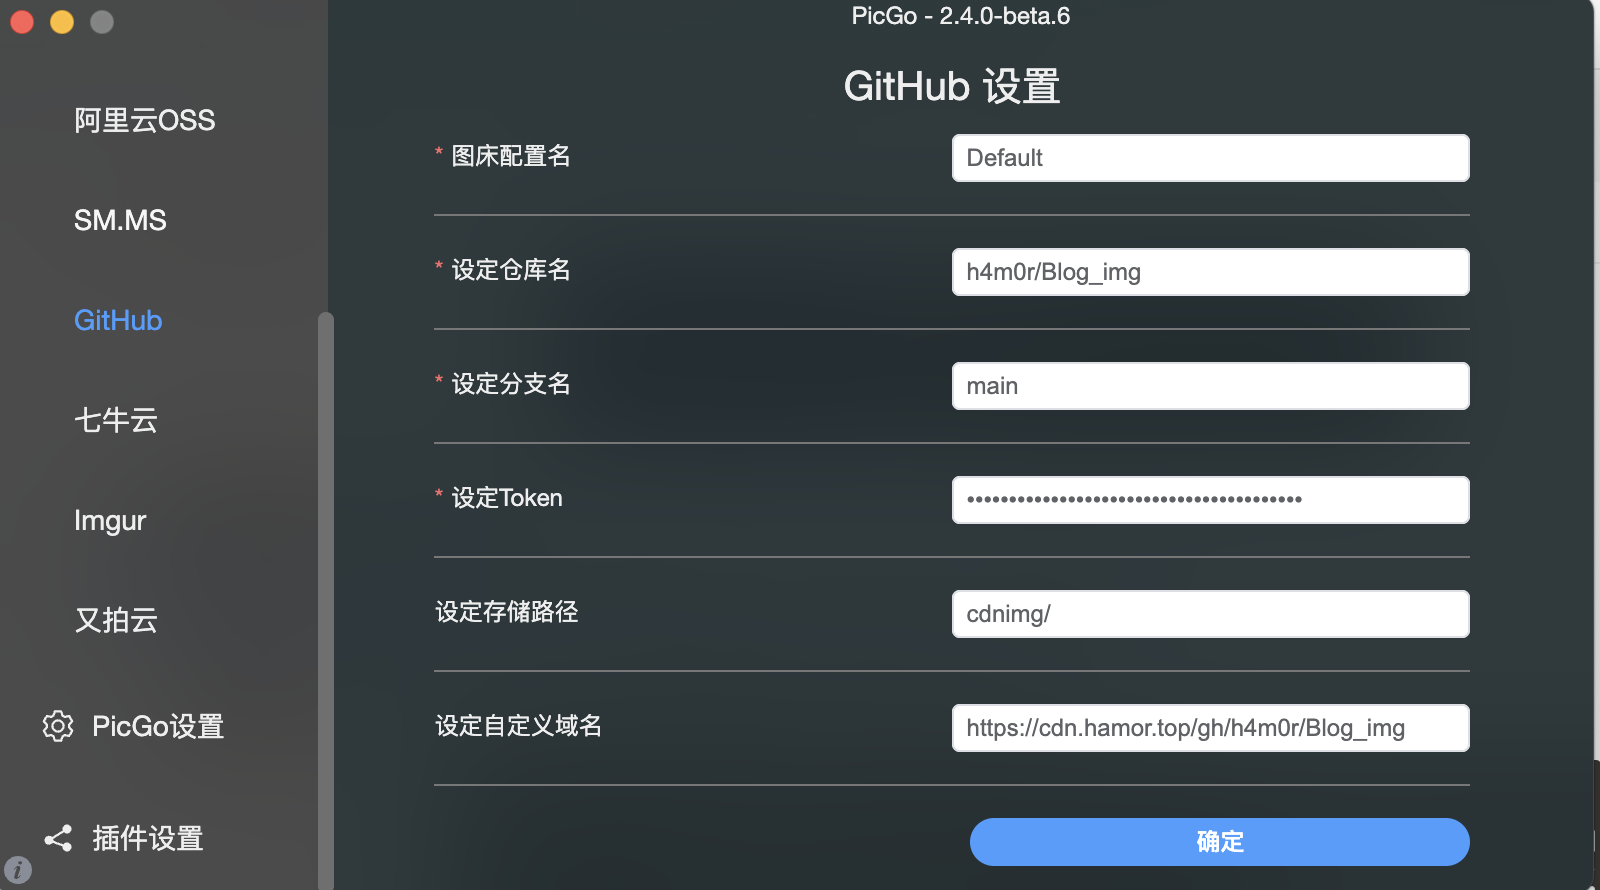 PicGo - 2.4.0-beta.6
阿里云OSS
SM.MS
GitHub
七牛云
Imgur
又拍云
PicGo设置
插件设置
i
GitHub 设置
* 图床配置名
Default
* 设定仓库名
h4m0r/Blog_img
* 设定分支名
main
* 设定Token
••••••••••••••••••••••••••••••••••••••••
设定存储路径
cdnimg/
设定自定义域名
https://cdn.hamor.top/gh/h4m0r/Blog_img
确定